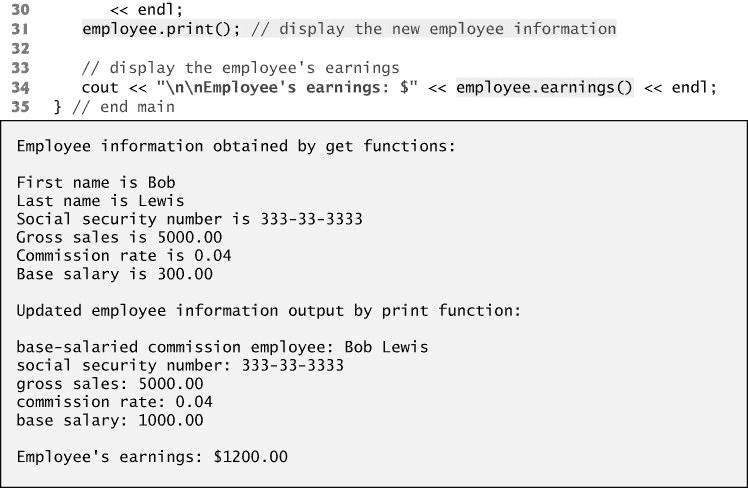 30 << endl;
31 employee.print(); // display the new employee information
32
33 // display the employee's earnings
34 cout << "\n\nEmployee's earnings: $" << employee.earnings() << endl;
35 } // end main
Employee information obtained by get functions:
First name is Bob
Last name is Lewis
Social security number is 333-33-3333
Gross sales is 5000.00
Commission rate is 0.04
Base salary is 300.00
Updated employee information output by print function:
base-salaried commission employee: Bob Lewis
social security number: 333-33-3333
gross sales: 5000.00
commission rate: 0.04
base salary: 1000.00
Employee's earnings: $1200.00